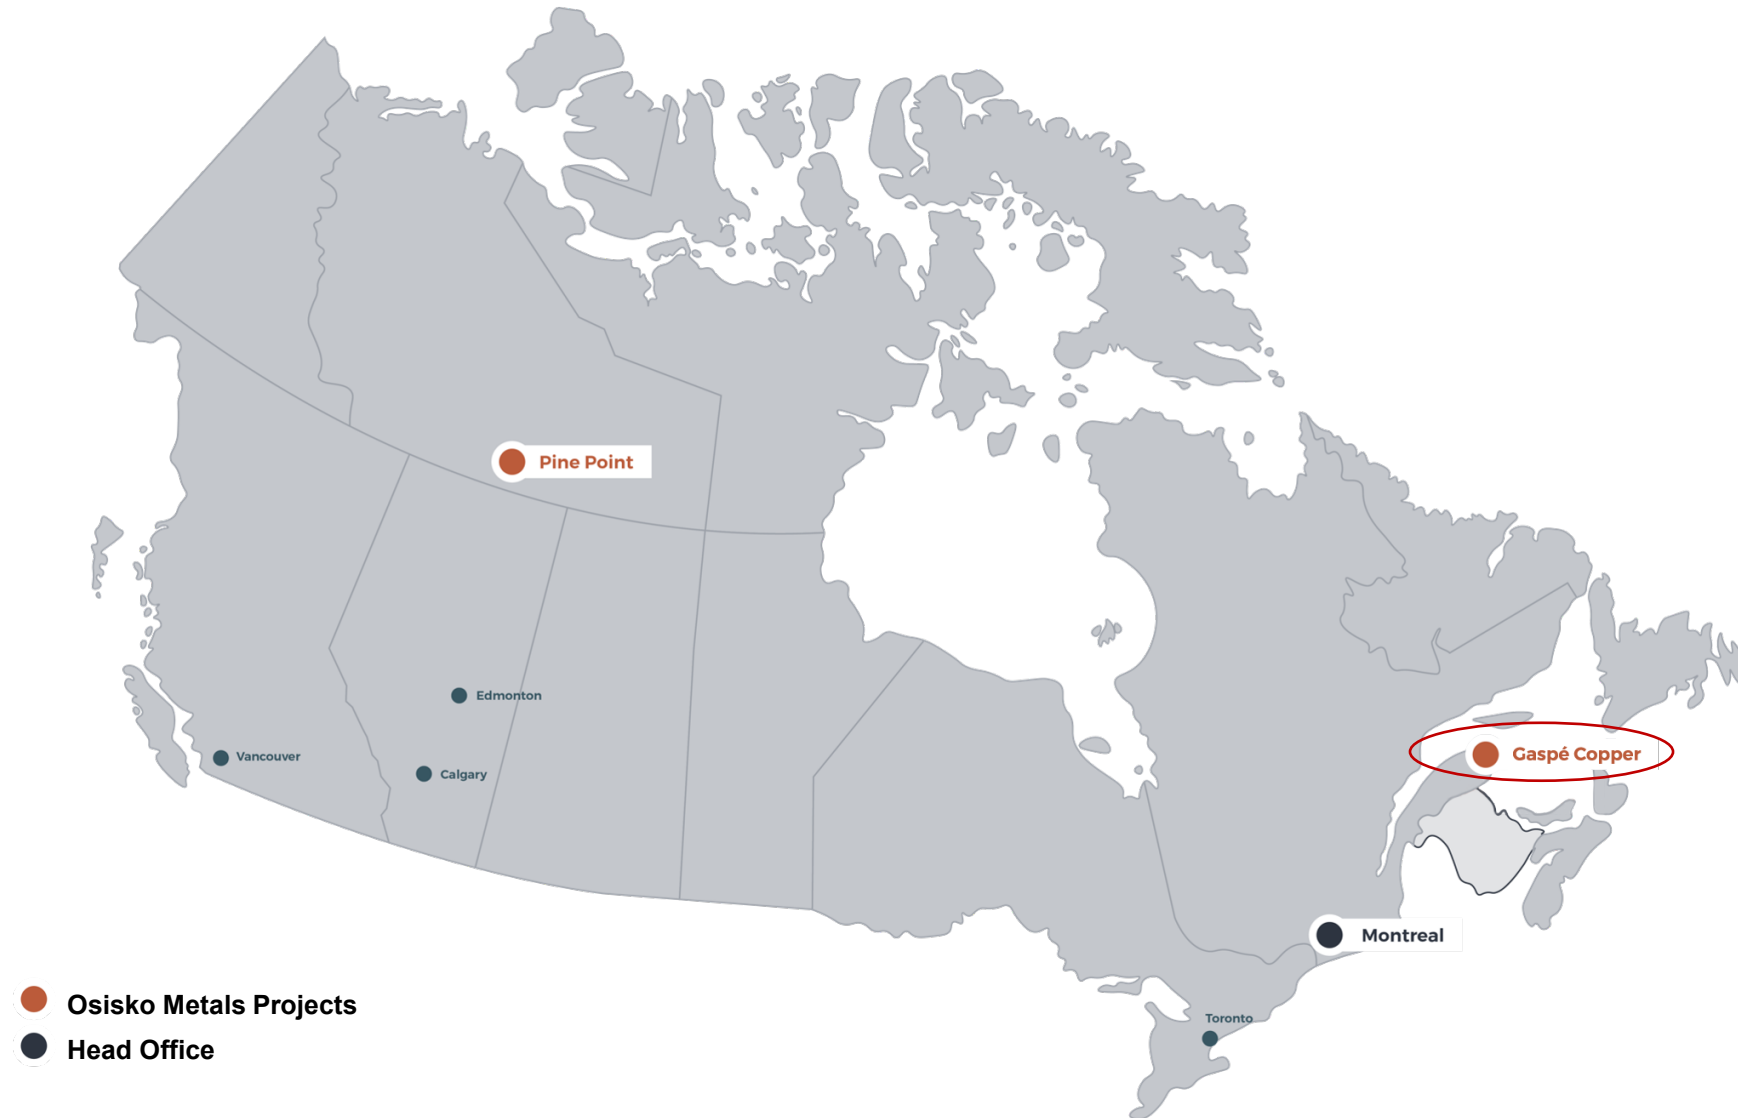 Pine Point
Edmonton
Vancouver
Calgary
Gaspé Copper
Montreal
Toronto
Osisko Metals Projects
Head Office